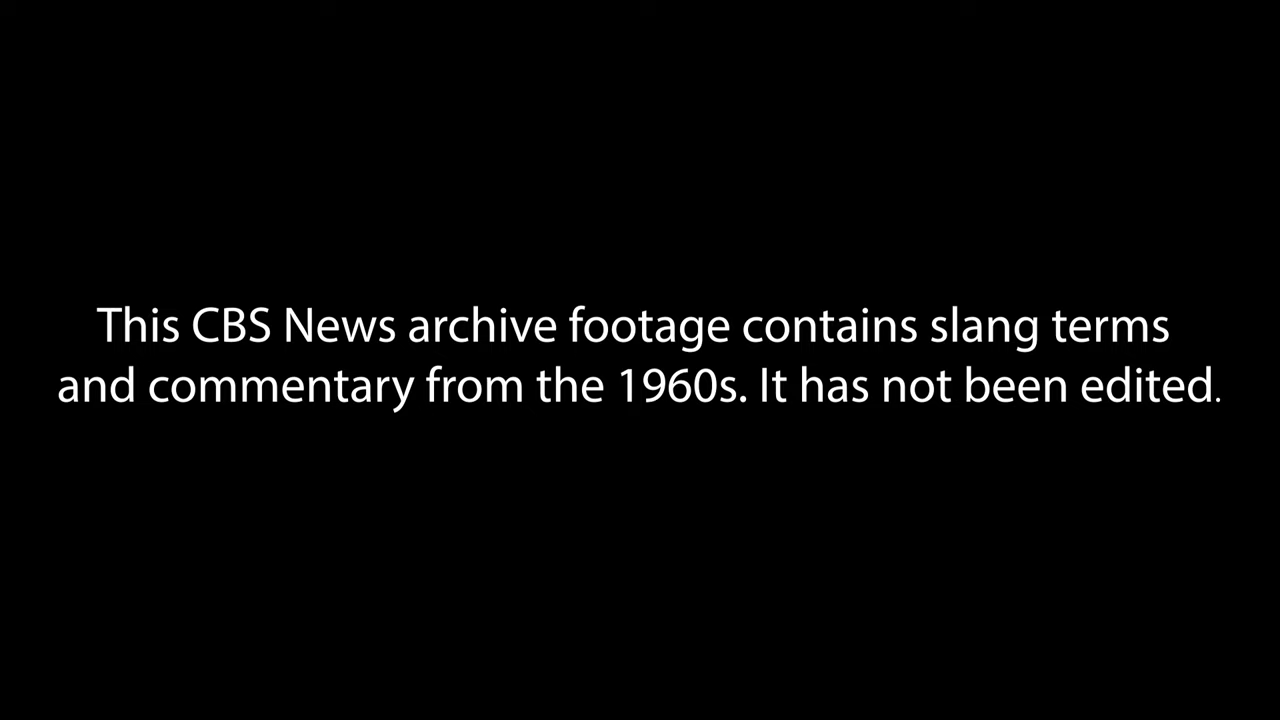 This CBS News archive footage contains slang terms
and commentary from the 1960s. It has not been edited.